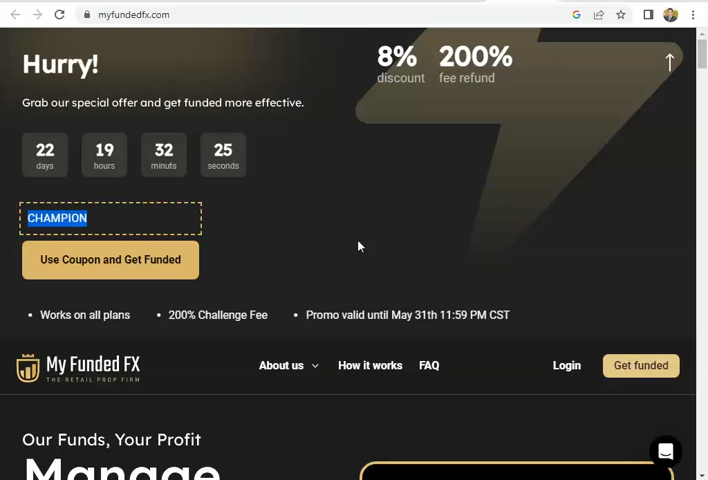 myfundedfx.com
Hurry!
8% 200%
discount fee refund
Grab our special offer and get funded more effective.
22 19 32 25
days hours minuts seconds
CHAMPION
Use Coupon and Get Funded
• Works on all plans • 200% Challenge Fee • Promo valid until May 31th 11:59 PM CST
My Funded FX About us How it works FAQ Login Get funded
THE RETAIL PROP FIRM
Our Funds, Your Profit
Manage